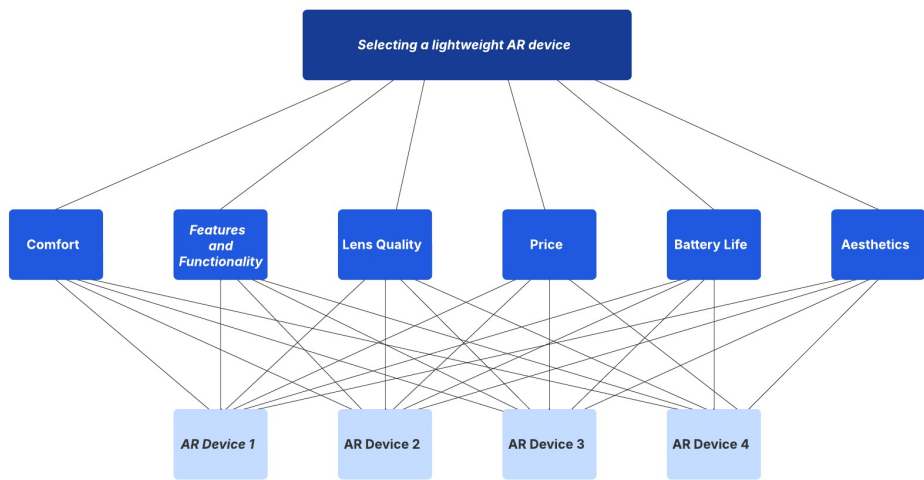 Selecting a lightweight AR device
Comfort
Features
and
Functionality
Lens Quality
Price
Battery Life
Aesthetics
AR Device 1
AR Device 2
AR Device 3
AR Device 4